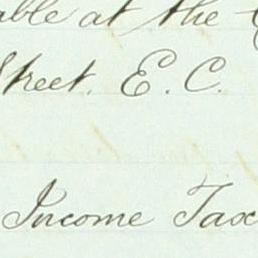 able at the
Street, E. C.
Income Tax